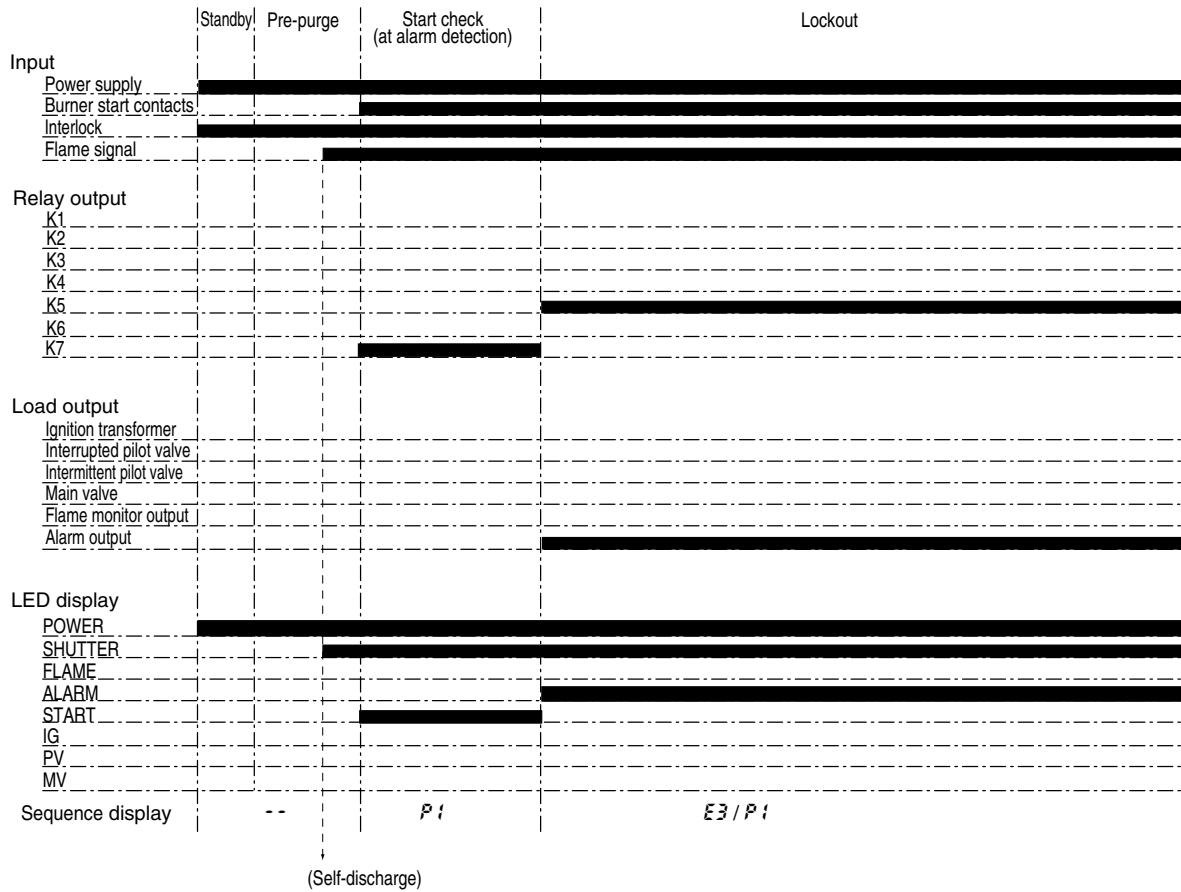 Standby Pre-purge Start check Lockout
(at alarm detection)
Input
Power supply
Burner start contacts
Interlock
Flame signal
Relay output
K1
K2
K3
K4
K5
K6
K7
Load output
Ignition transformer
Interrupted pilot valve
Intermittent pilot valve
Main valve
Flame monitor output
Alarm output
LED display
POWER
SHUTTER
FLAME
ALARM
START
IG
PV
MV
Sequence display -- P1 E3/P1
(Self-discharge)